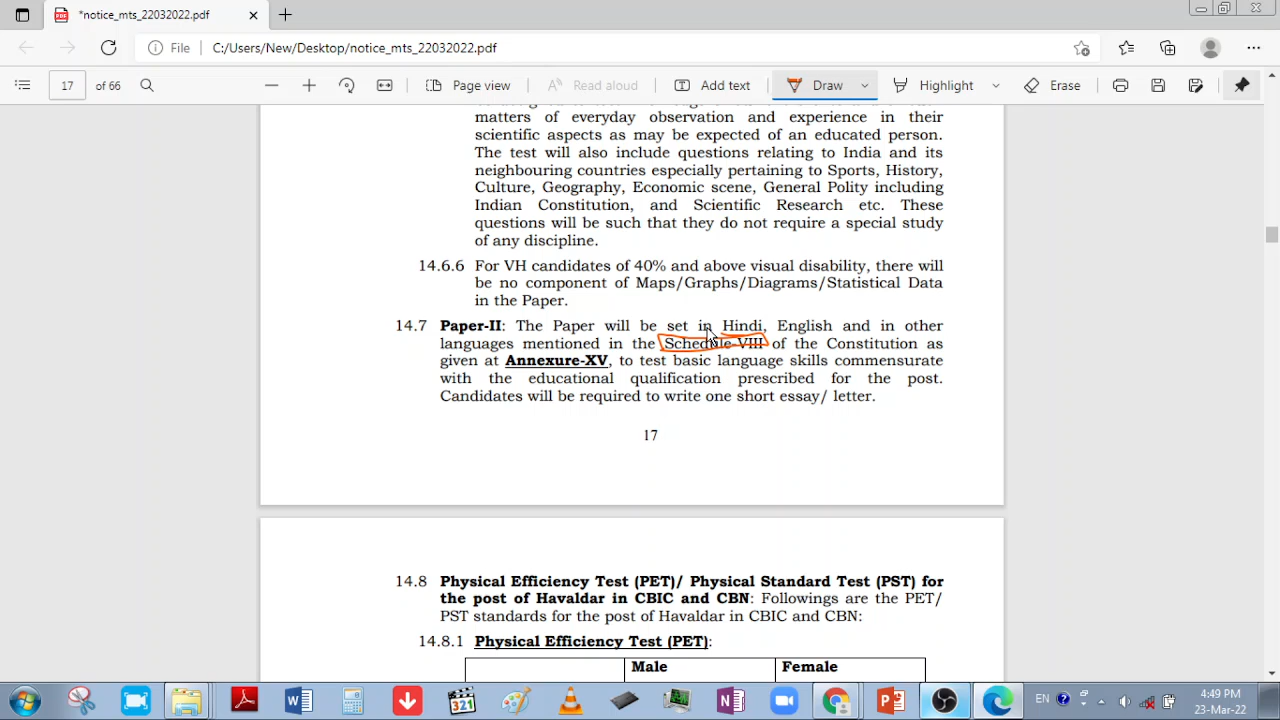 *notice_mts_22032022.pdf
File C:/Users/New/Desktop/notice_mts_22032022.pdf
17 of 66 Page view Read aloud Add text Draw Highlight Erase
matters of everyday observation and experience in their
scientific aspects as may be expected of an educated person.
The test will also include questions relating to India and its
neighbouring countries especially pertaining to Sports, History,
Culture, Geography, Economic scene, General Polity including
Indian Constitution, and Scientific Research etc. These
questions will be such that they do not require a special study
of any discipline.
14.6.6 For VH candidates of 40% and above visual disability, there will
be no component of Maps/Graphs/Diagrams/Statistical Data
in the Paper.
14.7 Paper-II: The Paper will be set in Hindi, English and in other
languages mentioned in the Schedule-VIII of the Constitution as
given at Annexure-XV, to test basic language skills commensurate
with the educational qualification prescribed for the post.
Candidates will be required to write one short essay/ letter.
17
14.8 Physical Efficiency Test (PET)/ Physical Standard Test (PST) for
the post of Havaldar in CBIC and CBN: Followings are the PET/
PST standards for the post of Havaldar in CBIC and CBN:
14.8.1 Physical Efficiency Test (PET):
Male Female
EN 4:49 PM
23-Mar-22